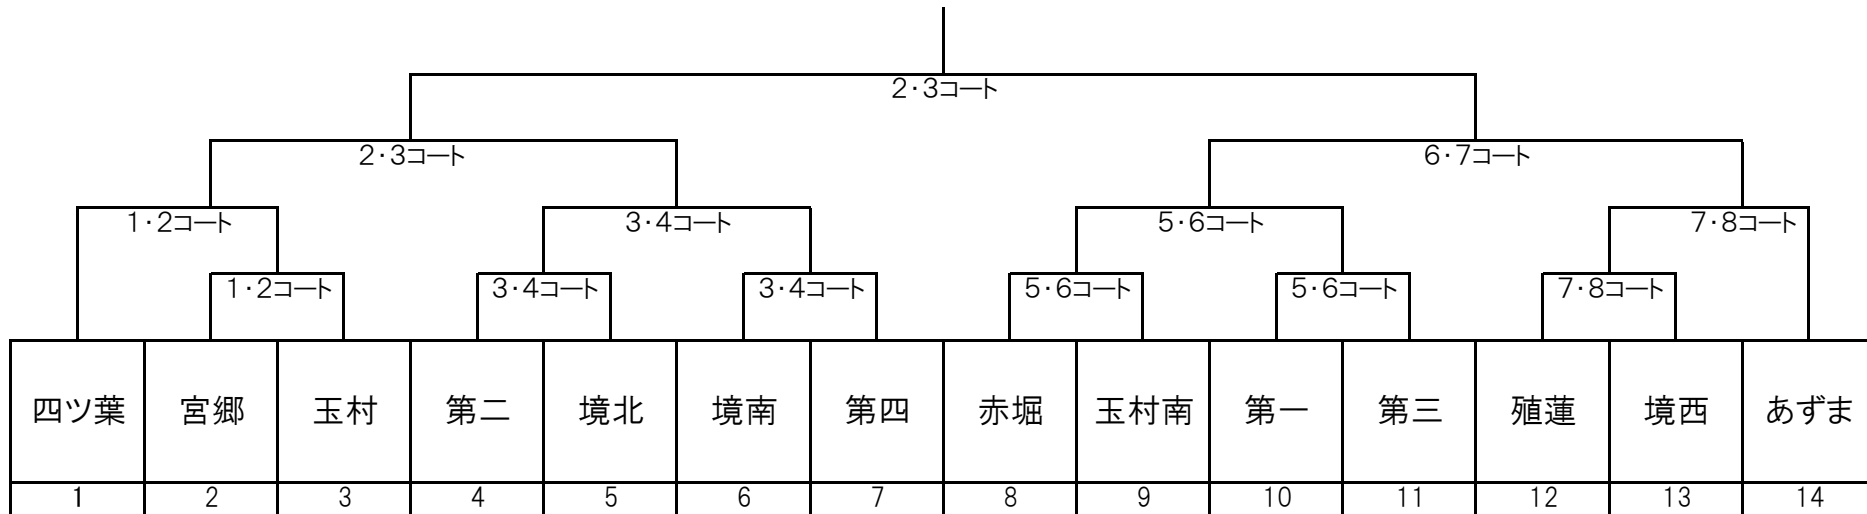 2・3コート
2・3コート
6・7コート
1・2コート
3・4コート
5・6コート
7・8コート
1・2コート
3・4コート
3・4コート
5・6コート
5・6コート
7・8コート
四ツ葉 宮郷 玉村 第二 境北 境南 第四 赤堀 玉村南 第一 第三 殖蓮 境西 あずま
1 2 3 4 5 6 7 8 9 10 11 12 13 14